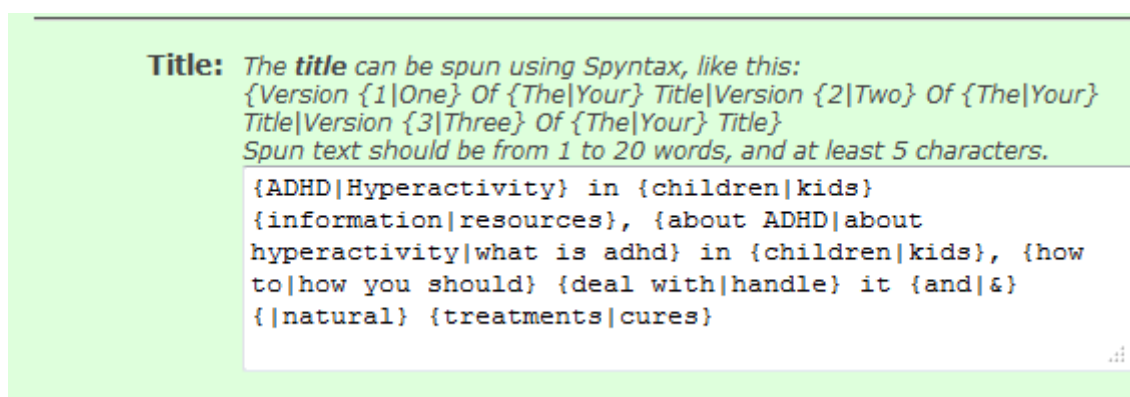 Title: The title can be spun using Spyntax, like this:
{Version {1|One} Of {The|Your} Title|Version {2|Two} Of {The|Your}
Title|Version {3|Three} Of {The|Your} Title}
Spun text should be from 1 to 20 words, and at least 5 characters.
{ADHD|Hyperactivity} in {children|kids}
{information|resources}, {about ADHD|about
hyperactivity|what is adhd} in {children|kids}, {how
to|how you should} {deal with|handle} it {and|&}
{|natural} {treatments|cures}